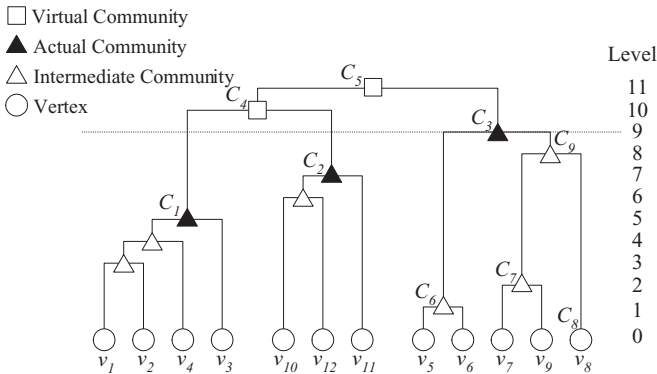 Virtual Community
Actual Community
Intermediate Community
Vertex
Level
11
10
9
8
7
6
5
4
3
2
1
0
C5
C4
C3
C9
C2
C1
C7
C6
C8
v1 v2 v4 v3 v10 v12 v11 v5 v6 v7 v9 v8